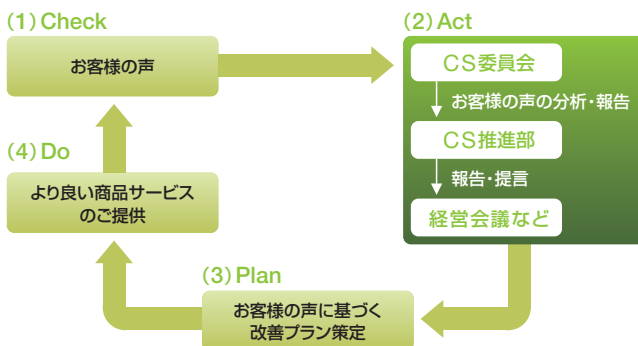 (1)Check
お客様の声
(2)Act
CS委員会
お客様の声の分析・報告
CS推進部
報告・提言
経営会議など
(3)Plan
お客様の声に基づく
改善プラン策定
(4)Do
より良い商品サービス
のご提供